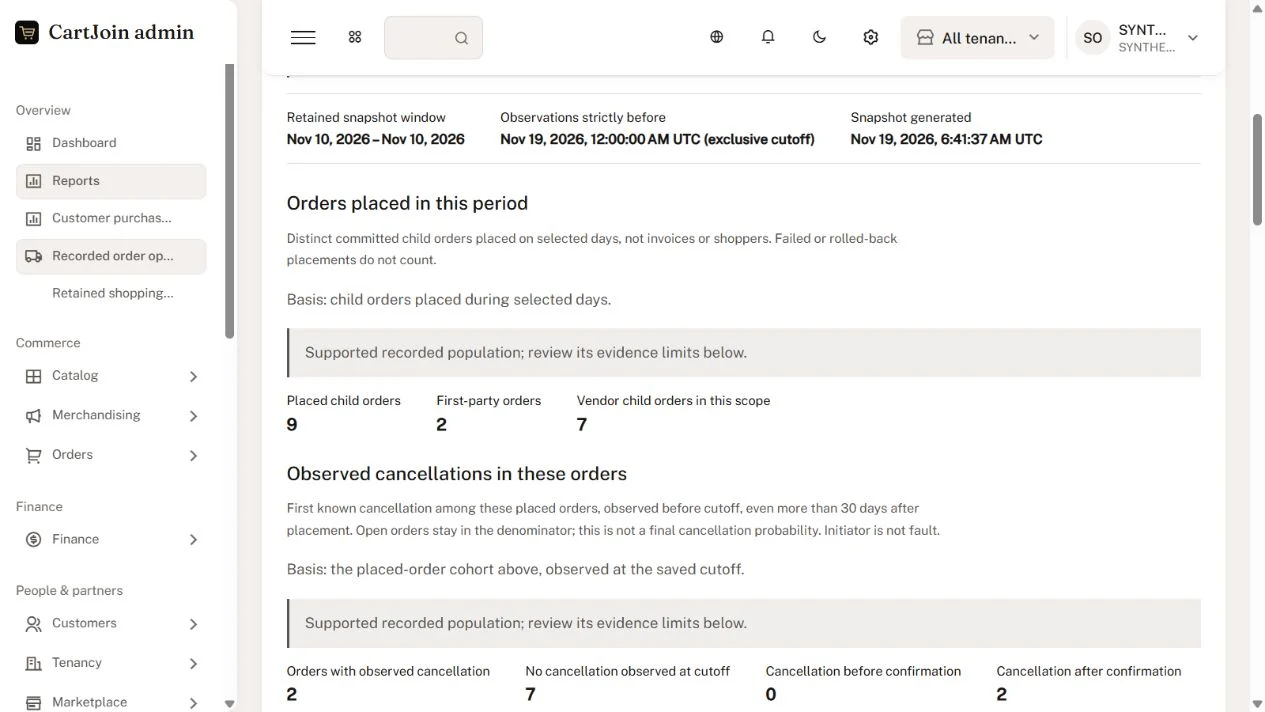 CartJoin admin
All tenan...
SO
SYNT...
SYNTHE...
Overview
Dashboard
Reports
Customer purchas...
Recorded order op...
Retained shopping...
Commerce
Catalog
Merchandising
Orders
Finance
Finance
People & partners
Customers
Tenancy
Marketplace
Retained snapshot window
Nov 10, 2026 – Nov 10, 2026
Observations strictly before
Nov 19, 2026, 12:00:00 AM UTC (exclusive cutoff)
Snapshot generated
Nov 19, 2026, 6:41:37 AM UTC
Orders placed in this period
Distinct committed child orders placed on selected days, not invoices or shoppers. Failed or rolled-back
placements do not count.
Basis: child orders placed during selected days.
Supported recorded population; review its evidence limits below.
Placed child orders
9
First-party orders
2
Vendor child orders in this scope
7
Observed cancellations in these orders
First known cancellation among these placed orders, observed before cutoff, even more than 30 days after
placement. Open orders stay in the denominator; this is not a final cancellation probability. Initiator is not fault.
Basis: the placed-order cohort above, observed at the saved cutoff.
Supported recorded population; review its evidence limits below.
Orders with observed cancellation
2
No cancellation observed at cutoff
7
Cancellation before confirmation
0
Cancellation after confirmation
2